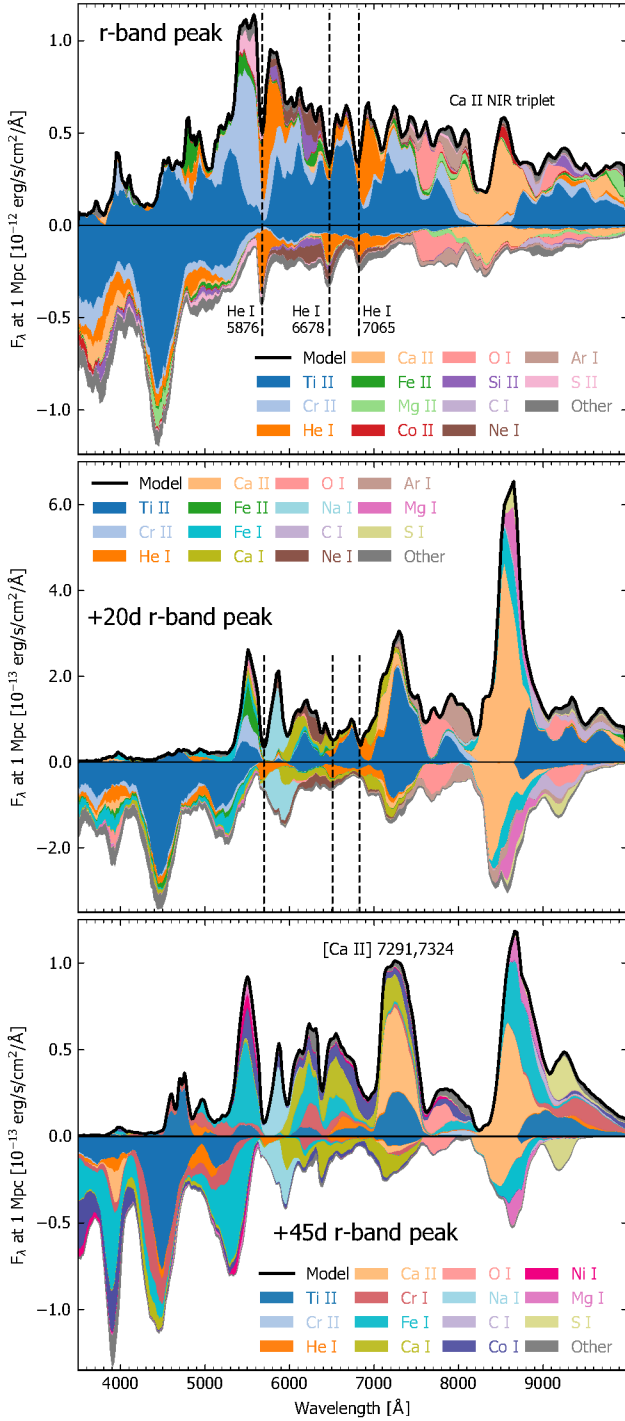 r-band peak
Ca II NIR triplet
1.0
0.5
0.0
−0.5
−1.0
F_λ at 1 Mpc [10⁻¹² erg/s/cm²/Å]
He I 5876
He I 6678
He I 7065
Model
Ti II
Cr II
He I
Ca II
Fe II
Mg II
Co II
O I
Si II
C I
Ne I
Ar I
S II
Other
+20d r-band peak
6.0
4.0
2.0
0.0
−2.0
F_λ at 1 Mpc [10⁻¹³ erg/s/cm²/Å]
Model
Ti II
Cr II
He I
Ca II
Fe II
Fe I
Ca I
O I
Na I
C I
Ne I
Ar I
Mg I
S I
Other
[Ca II] 7291,7324
1.0
0.5
0.0
−0.5
−1.0
F_λ at 1 Mpc [10⁻¹³ erg/s/cm²/Å]
+45d r-band peak
Model
Ti II
Cr II
He I
Ca II
Cr I
Fe I
Ca I
O I
Na I
C I
Co I
Ni I
Mg I
S I
Other
4000 5000 6000 7000 8000 9000
Wavelength [Å]